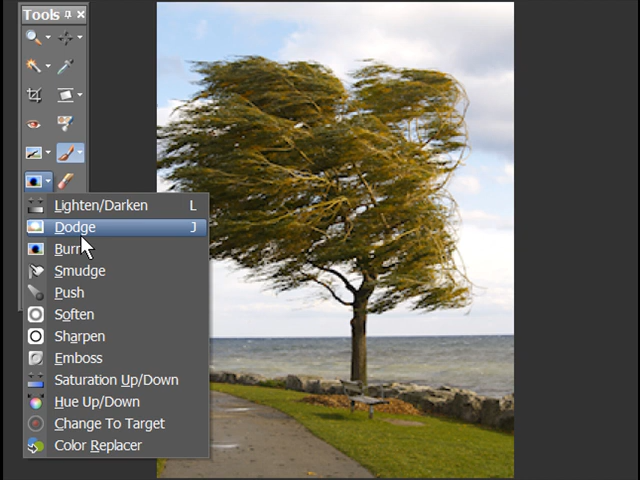 Tools
Lighten/Darken L
Dodge J
Burn
Smudge
Push
Soften
Sharpen
Emboss
Saturation Up/Down
Hue Up/Down
Change To Target
Color Replacer